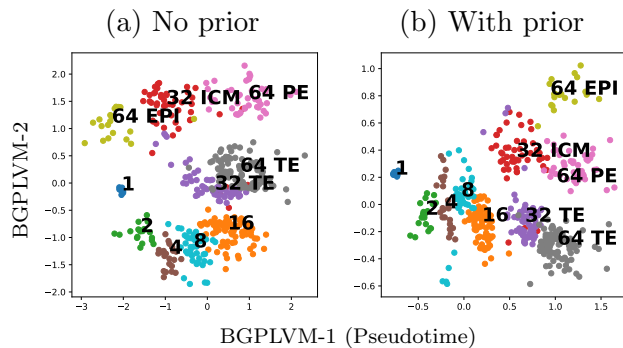 (a) No prior
(b) With prior
BGPLVM-2
2.0
1.5
1.0
0.5
0.0
−0.5
−1.0
−1.5
−2.0
−3
−2
−1
0
1
2
32 ICM
64 PE
64 EPI
1
64 TE
32 TE
2
4
8
16
1.0
0.8
0.6
0.4
0.2
0.0
−0.2
−0.4
−0.6
−0.5
0.0
0.5
1.0
1.5
64 EPI
32 ICM
1
64 PE
8
2
4
16
32 TE
64 TE
BGPLVM-1 (Pseudotime)